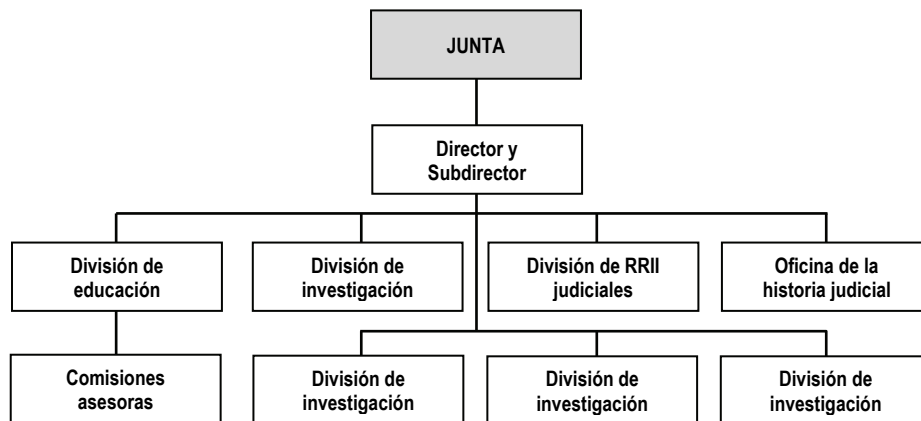 JUNTA
Director y
Subdirector
División de
educación
División de
investigación
División de RRII
judiciales
Oficina de la
historia judicial
Comisiones
asesoras
División de
investigación
División de
investigación
División de
investigación